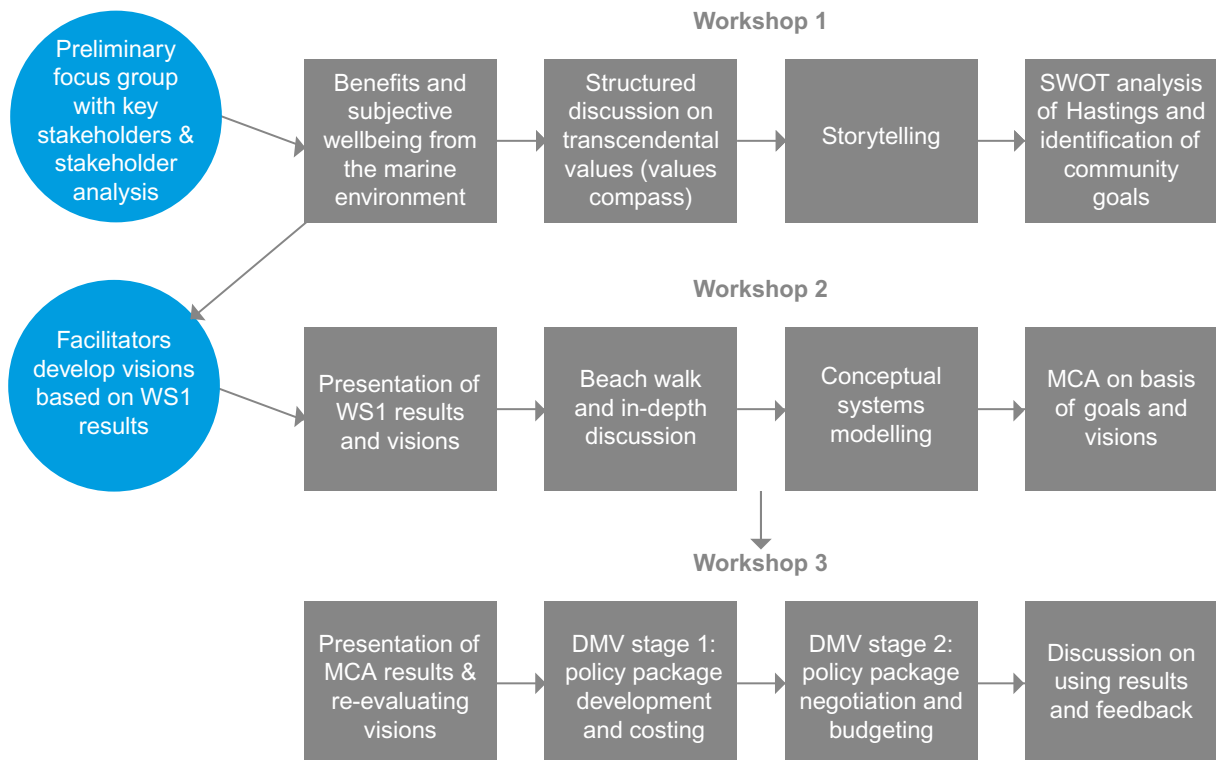 Workshop 1
Preliminary
focus group
with key
stakeholders &
stakeholder
analysis
Benefits and
subjective
wellbeing from
the marine
environment
Structured
discussion on
transcendental
values (values
compass)
Storytelling
SWOT analysis
of Hastings and
identification of
community
goals
Workshop 2
Facilitators
develop visions
based on WS1
results
Presentation of
WS1 results
and visions
Beach walk
and in-depth
discussion
Conceptual
systems
modelling
MCA on basis
of goals and
visions
Workshop 3
Presentation of
MCA results &
re-evaluating
visions
DMV stage 1:
policy package
development
and costing
DMV stage 2:
policy package
negotiation and
budgeting
Discussion on
using results
and feedback